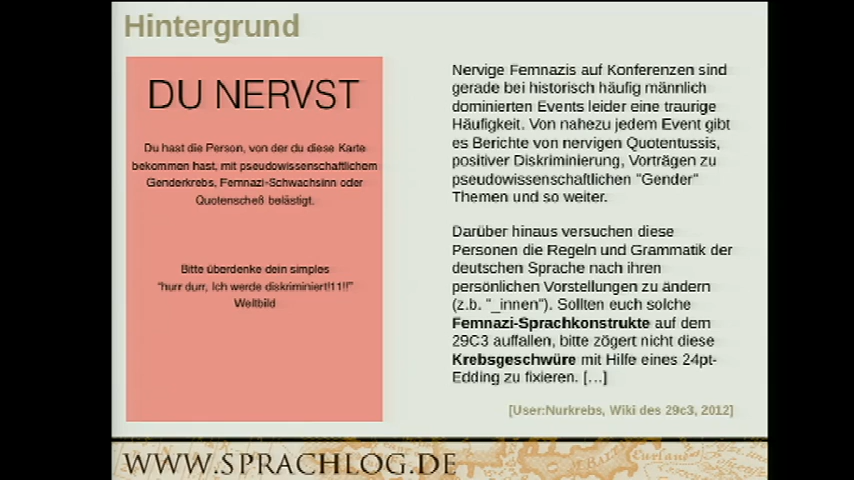 Hintergrund
DU NERVST
Du hast die Person, von der du diese Karte
bekommen hast, mit pseudowissenschaftlichem
Genderkrebs, Femnazi-Schwachsinn oder
Quotenscheß belästigt.
Bitte überdenke dein simples
"hurr durr, Ich werde diskriminiert!11!!"
Weltbild
Nervige Femnazis auf Konferenzen sind
gerade bei historisch häufig männlich
dominierten Events leider eine traurige
Häufigkeit. Von nahezu jedem Event gibt
es Berichte von nervigen Quotentussis,
positiver Diskriminierung, Vorträgen zu
pseudowissenschaftlichen "Gender"
Themen und so weiter.
Darüber hinaus versuchen diese
Personen die Regeln und Grammatik der
deutschen Sprache nach ihren
persönlichen Vorstellungen zu ändern
(z.b. "_innen"). Sollten euch solche
Femnazi-Sprachkonstrukte auf dem
29C3 auffallen, bitte zögert nicht diese
Krebsgeschwüre mit Hilfe eines 24pt-
Edding zu fixieren. [...]
[User:Nurkrebs, Wiki des 29c3, 2012]
WWW.SPRACHLOG.DE